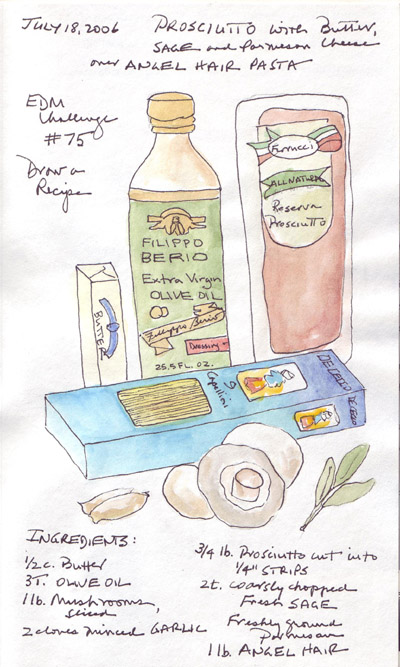 JULY 18, 2006
PROSCIUTTO with Butter,
SAGE and Parmesan Cheese
over ANGEL HAIR PASTA
EDM
Challenge
#75
Draw a
Recipe
FILIPPO
BERIO
Extra Virgin
OLIVE OIL
Filippo Berio
Dressing
25.5 FL. OZ.
Ferrucci
ALL NATURAL
Reserva
Prosciutto
BUTTER
Capellini
9
DE CECCO
DE CECCO
INGREDIENTS:
1/2 c. Butter
3T. OLIVE OIL
1 lb. Mushrooms,
sliced
2 cloves minced GARLIC
3/4 lb. Prosciutto cut into
1/4" STRIPS
2t. coarsly chopped
Fresh SAGE
Freshly ground
Parmesan
1 lb. ANGEL HAIR